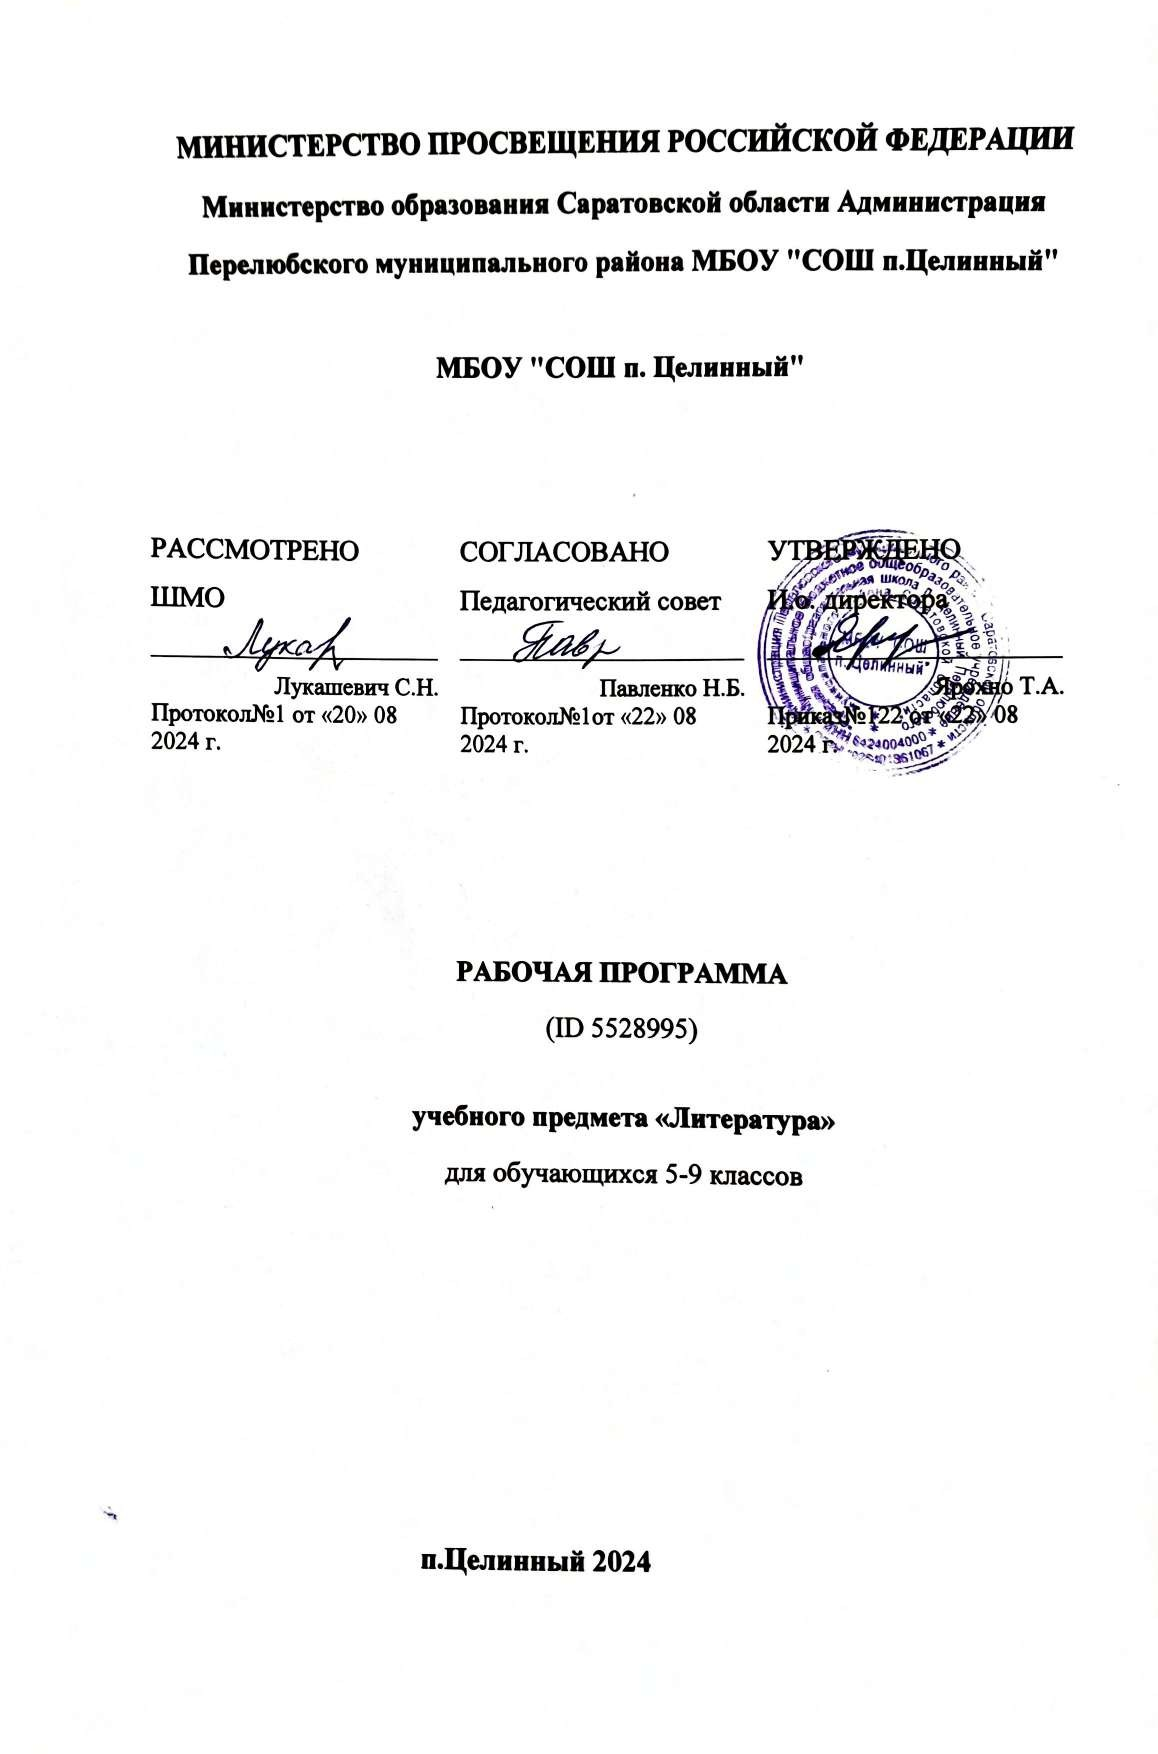 МИНИСТЕРСТВО ПРОСВЕЩЕНИЯ РОССИЙСКОЙ ФЕДЕРАЦИИ
Министерство образования Саратовской области Администрация
Перелюбского муниципального района МБОУ "СОШ п.Целинный"
МБОУ "СОШ п. Целинный"
РАССМОТРЕНО
ШМО
Лукашевич С.Н.
Протокол№1 от «20» 08
2024 г.
СОГЛАСОВАНО
Педагогический совет
Павленко Н.Б.
Протокол№1от «22» 08
2024 г.
УТВЕРЖДЕНО
И.о. директора
Ярохно Т.А.
Приказ№122 от «22» 08
2024 г.
п.Целинный"
РАБОЧАЯ ПРОГРАММА
(ID 5528995)
учебного предмета «Литература»
для обучающихся 5-9 классов
п.Целинный 2024